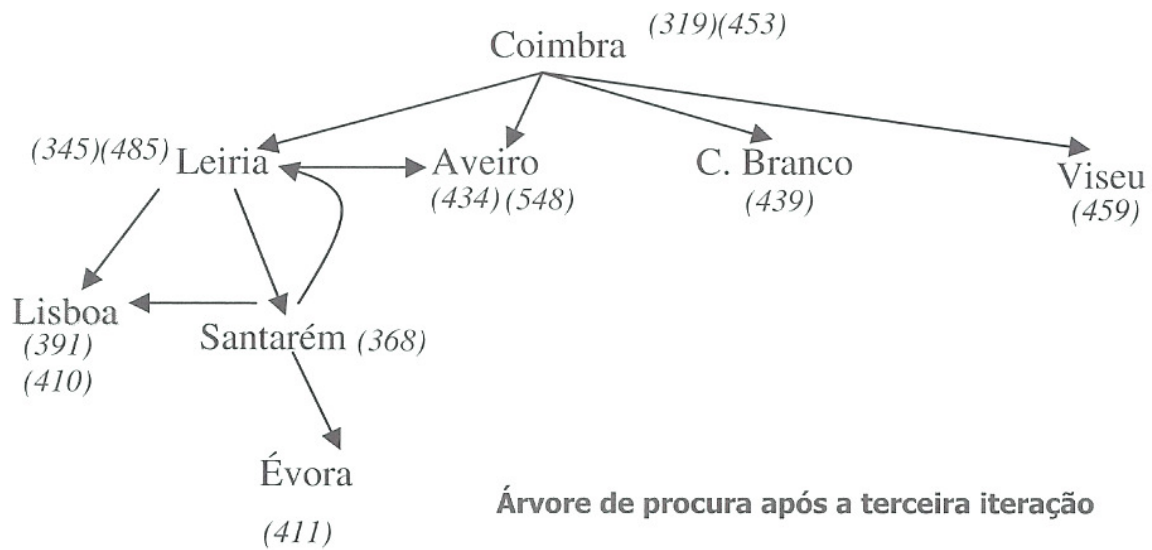 Coimbra (319)(453)
(345)(485) Leiria
Aveiro
(434)(548)
C. Branco
(439)
Viseu
(459)
Lisboa
(391)
(410)
Santarém (368)
Évora
(411)
Árvore de procura após a terceira iteração